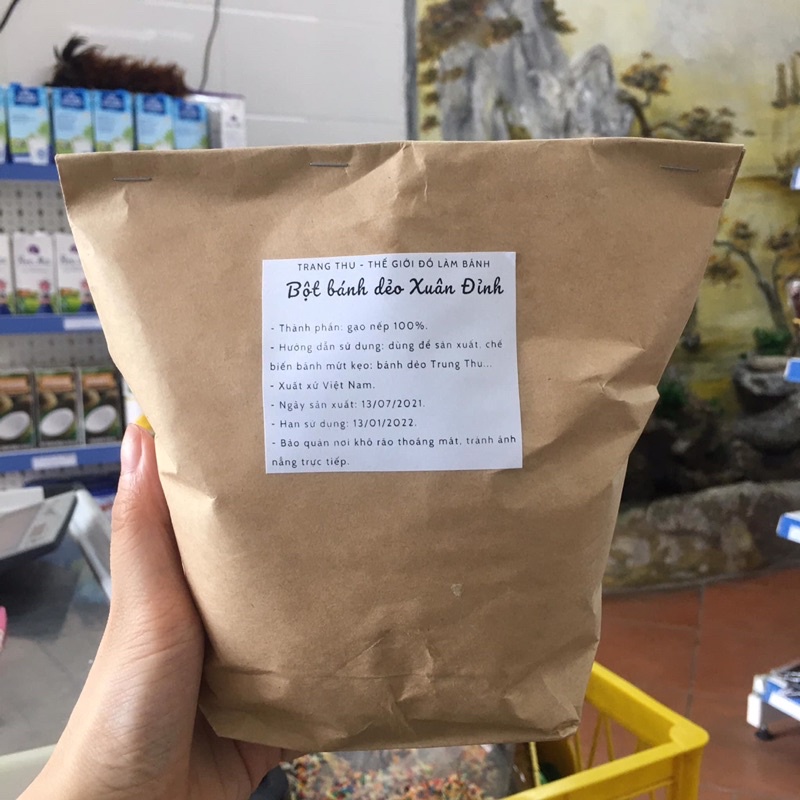 TRANG THU - THẾ GIỚI ĐỒ LÀM BÁNH
Bột bánh dẻo Xuân Đỉnh
- Thành phần: gạo nếp 100%.
- Hướng dẫn sử dụng: dùng để sản xuất, chế
biến bánh mứt kẹo: bánh dẻo Trung Thu...
- Xuất xứ Việt Nam.
- Ngày sản xuất: 13/07/2021.
- Hạn sử dụng: 13/01/2022.
- Bảo quản nơi khô ráo thoáng mát, tránh ánh
nắng trực tiếp.